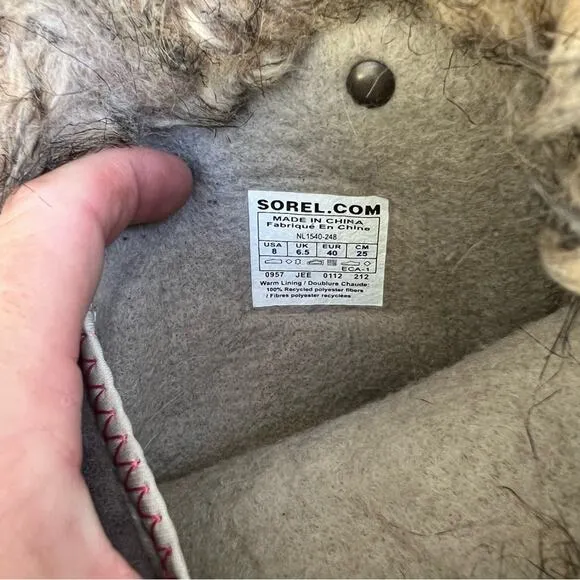 SOREL.COM
MADE IN CHINA
Fabriqué En Chine
NL1540-248
USA UK EUR CM
8 6.5 40 25
ECA-1
0957 JEE 0112 212
Warm Lining / Doublure Chaude:
100% Recycled polyester fibers
/ Fibres polyester recyclées